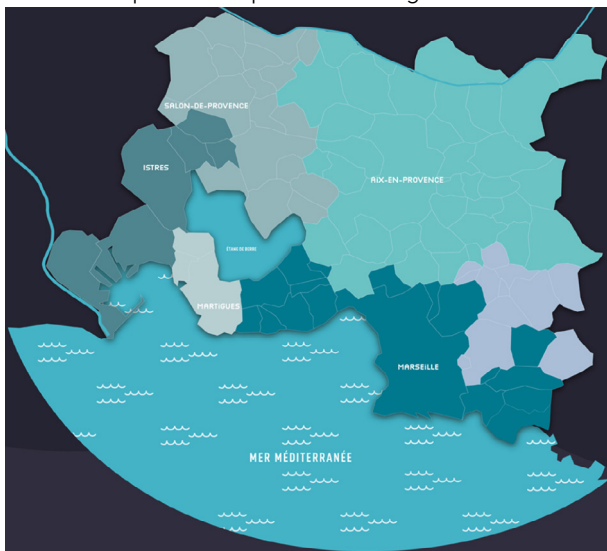 SALON-DE-PROVENCE
ISTRES
AIX-EN-PROVENCE
ÉTANG DE BERRE
MARTIGUES
MARSEILLE
MER MÉDITERRANÉE